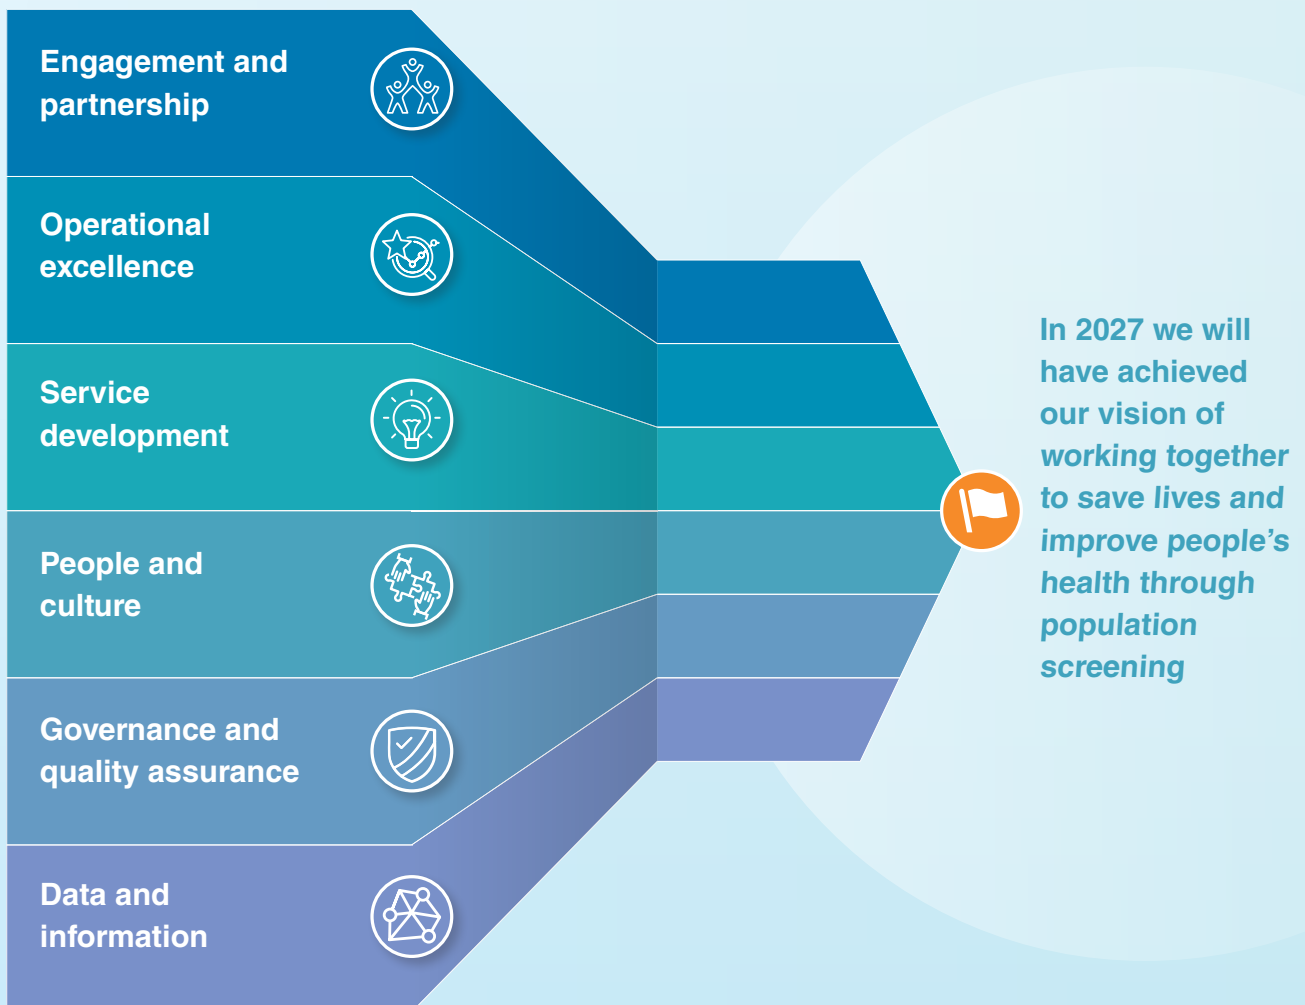 Engagement and
partnership
Operational
excellence
Service
development
People and
culture
Governance and
quality assurance
Data and
information
In 2027 we will
have achieved
our vision of
working together
to save lives and
improve people’s
health through
population
screening